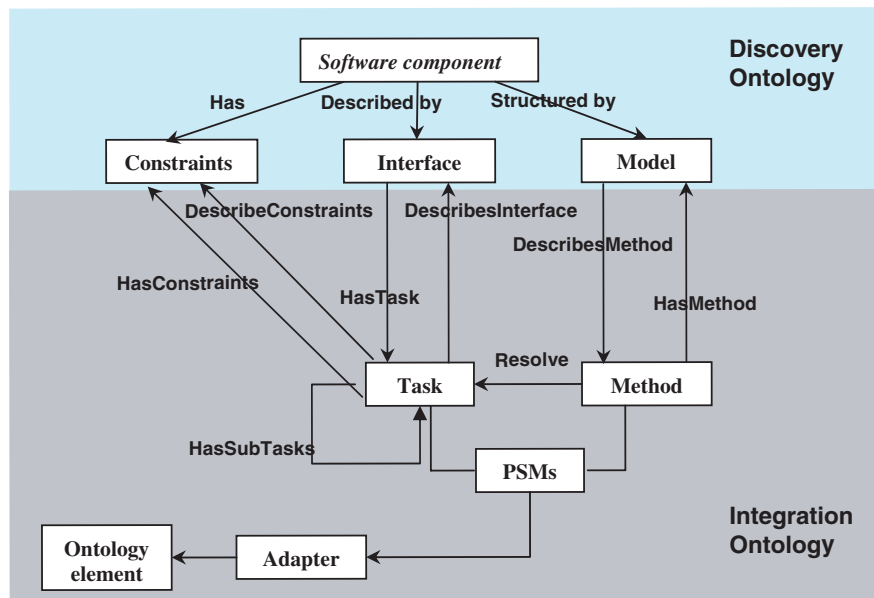 Discovery
Ontology
Software component
Has
Described by
Structured by
Constraints
Interface
Model
DescribeConstraints
DescribesInterface
DescribesMethod
HasConstraints
HasTask
HasMethod
Resolve
Task
Method
HasSubTasks
PSMs
Integration
Ontology
Ontology
element
Adapter